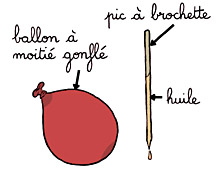 pic à brochette
ballon à
moitié gonflé
huile